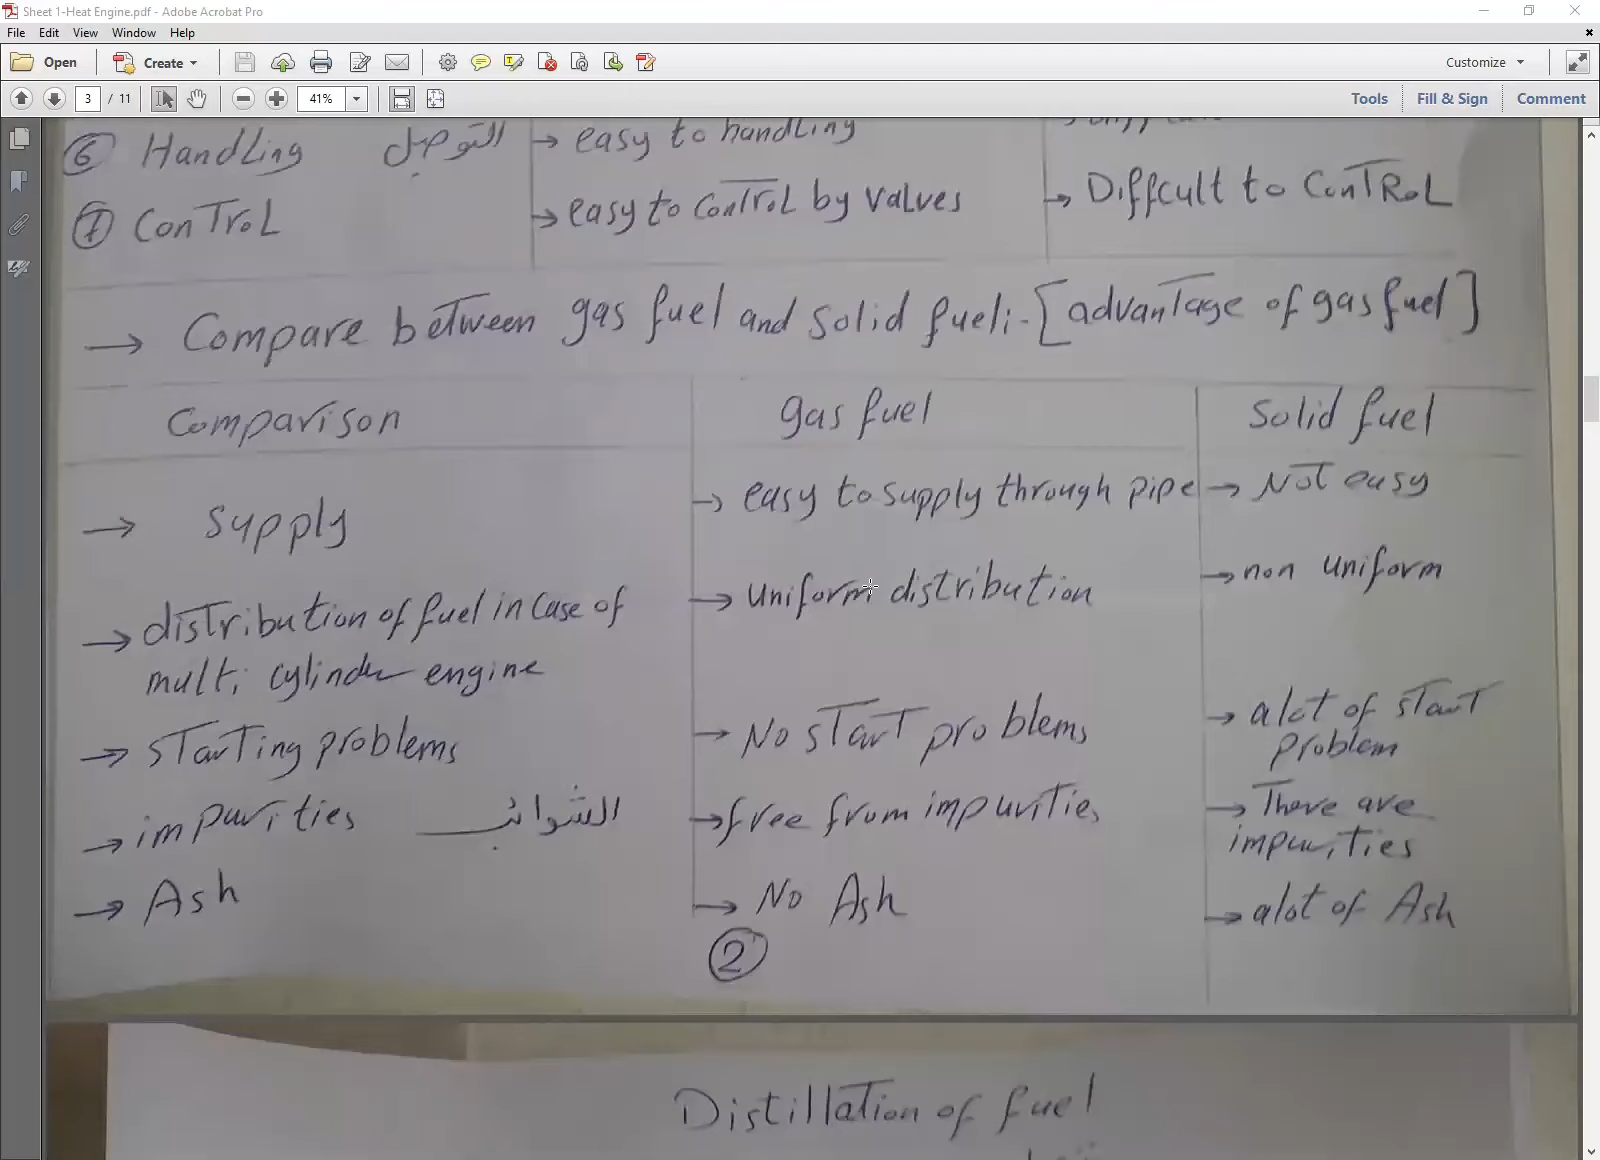 Sheet 1-Heat Engine.pdf - Adobe Acrobat Pro
File Edit View Window Help
Open Create Customize
3 / 11 41% Tools Fill & Sign Comment
6 Handling التوصيل → easy to handling
7 ConTRoL → easy to ConTRoL by valves → Diffcult to ConTRoL
→ Compare between gas fuel and solid fuel:- [advantage of gas fuel]
Comparison gas fuel Solid fuel
→ supply → easy to supply through pipe → Not easy
→ distribution of fuel in case of → uniform distribution → non uniform
multi cylinder engine
→ starting problems → No start problems → alot of start
problem
→ impurities الشوائب → free from impurities → There are
impurities
→ Ash → No Ash → alot of Ash
2
Distillation of fuel